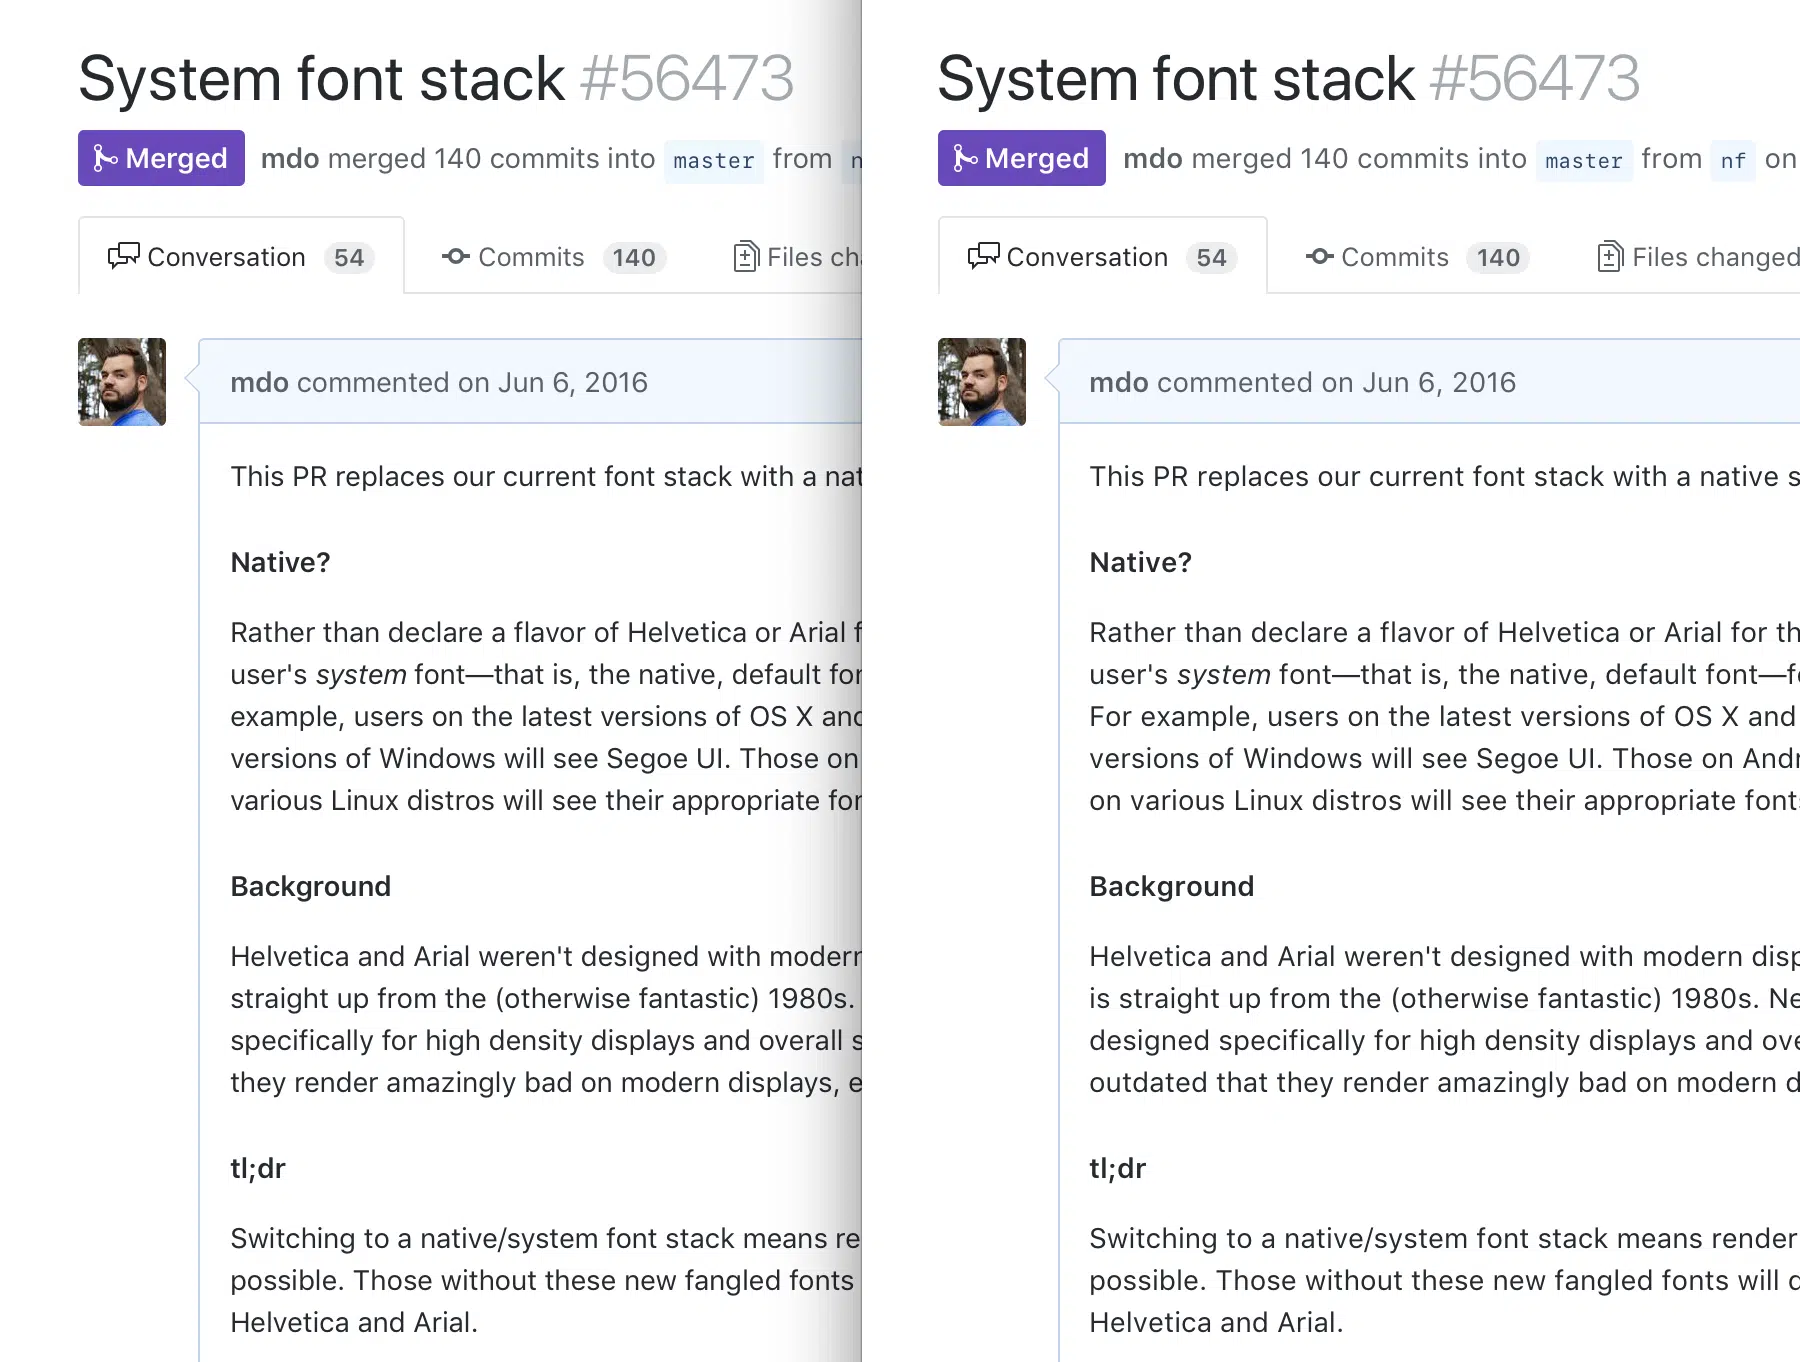 System font stack #56473
Merged mdo merged 140 commits into master from
Conversation 54 Commits 140 Files
mdo commented on Jun 6, 2016
This PR replaces our current font stack with a
Native?
Rather than declare a flavor of Helvetica or Arial
user's system font—that is, the native, default
example, users on the latest versions of OS X
versions of Windows will see Segoe UI. Those on
various Linux distros will see their appropriate
Background
Helvetica and Arial weren't designed with modern
straight up from the (otherwise fantastic) 1980s.
specifically for high density displays and overall
they render amazingly bad on modern displays,
tl;dr
Switching to a native/system font stack means
possible. Those without these new fangled fonts
Helvetica and Arial.
System font stack #56473
Merged mdo merged 140 commits into master from nf on
Conversation 54 Commits 140 Files changed
mdo commented on Jun 6, 2016
This PR replaces our current font stack with a native
Native?
Rather than declare a flavor of Helvetica or Arial for
user's system font—that is, the native, default font—
For example, users on the latest versions of OS X and
versions of Windows will see Segoe UI. Those on
on various Linux distros will see their appropriate
Background
Helvetica and Arial weren't designed with modern
is straight up from the (otherwise fantastic) 1980s.
designed specifically for high density displays and
outdated that they render amazingly bad on modern
tl;dr
Switching to a native/system font stack means
possible. Those without these new fangled fonts will
Helvetica and Arial.